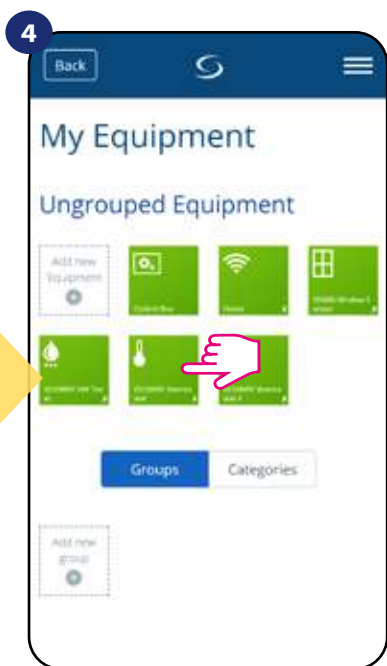 4
Back
My Equipment
Ungrouped Equipment
Add new
Equipment
Control Box
Groups
Categories
Add new
group